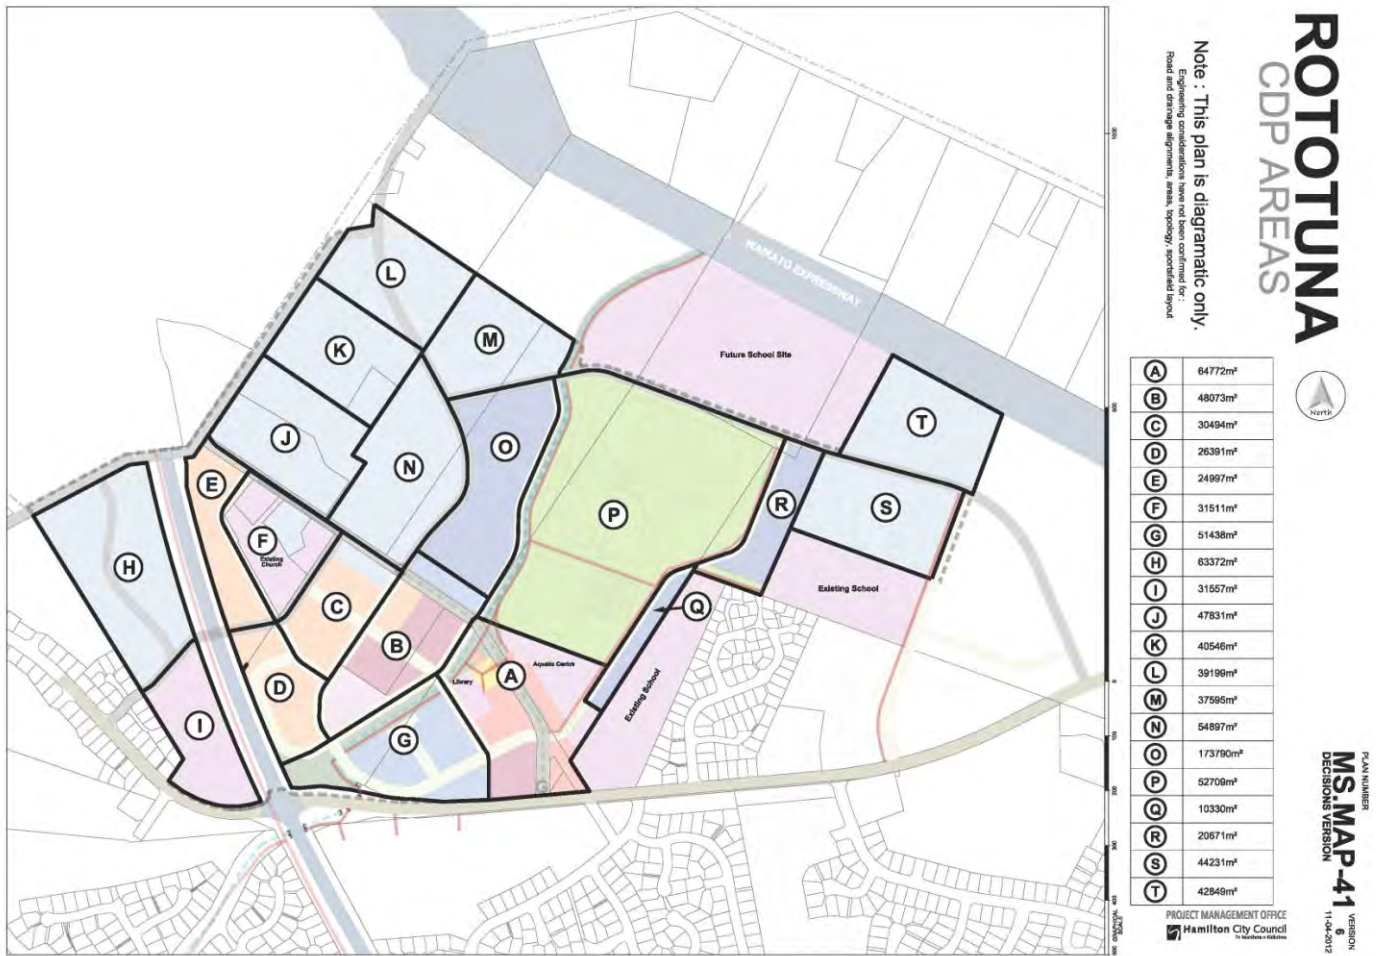 ROTOTUNA
CDP AREAS
Note : This plan is diagramatic only.
Engineering considerations have not been confirmed for :
Road and drainage alignments, areas, topology, sportsfield layout
North
A 64772m²
B 48073m²
C 30494m²
D 26391m²
E 24997m²
F 31511m²
G 51438m²
H 63372m²
I 31557m²
J 47831m²
K 40546m²
L 39199m²
M 37595m²
N 54897m²
O 173790m²
P 52709m²
Q 10330m²
R 20671m²
S 44231m²
T 42849m²
PROJECT MANAGEMENT OFFICE
Hamilton City Council
PLAN NUMBER
MS.MAP-41
DECISIONS VERSION
VERSION
6
11-04-2012
WAIKATO EXPRESSWAY
Future School Site
L
M
K
T
J
O
N
E
S
R
P
F
Existing
Church
H
Existing School
C
Q
B
Aquatic Centre
A
Library
D
Existing School
I
G